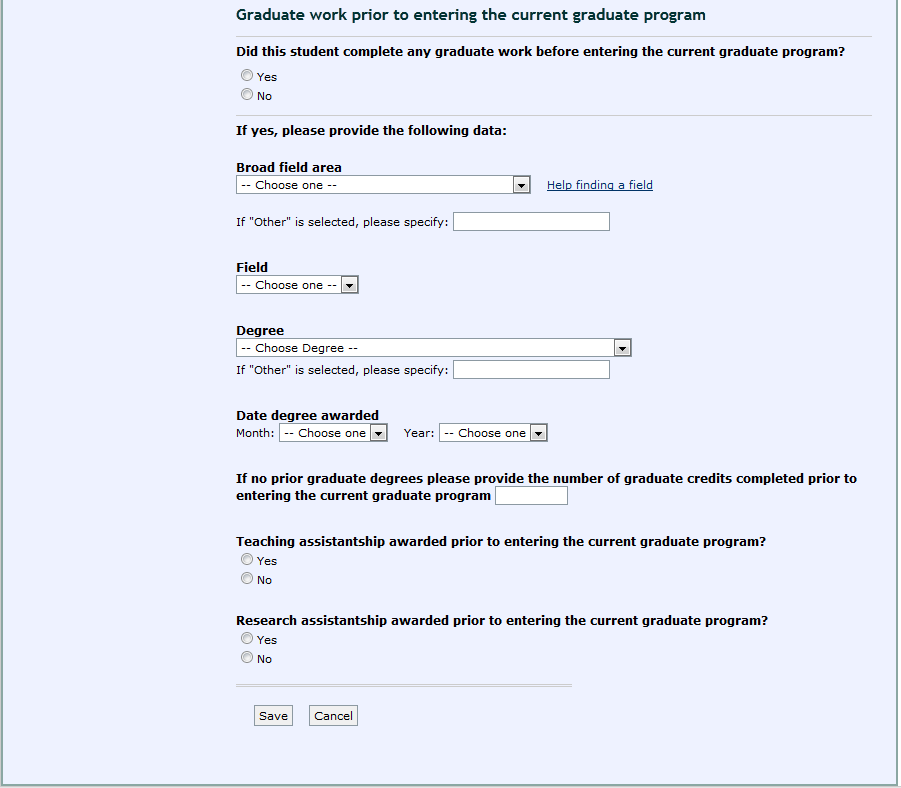 Graduate work prior to entering the current graduate program
Did this student complete any graduate work before entering the current graduate program?
Yes
No
If yes, please provide the following data:
Broad field area
-- Choose one -- Help finding a field
If "Other" is selected, please specify:
Field
-- Choose one --
Degree
-- Choose Degree --
If "Other" is selected, please specify:
Date degree awarded
Month: -- Choose one Year: -- Choose one
If no prior graduate degrees please provide the number of graduate credits completed prior to
entering the current graduate program
Teaching assistantship awarded prior to entering the current graduate program?
Yes
No
Research assistantship awarded prior to entering the current graduate program?
Yes
No
Save Cancel